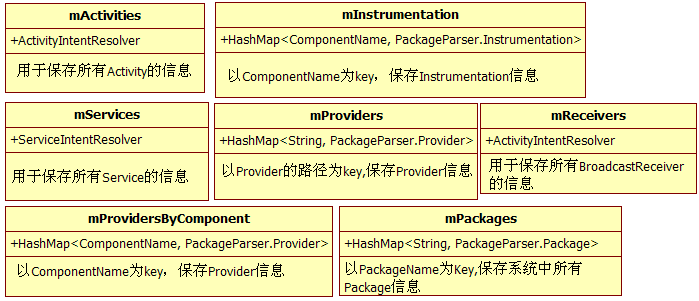 mActivities
+ActivityIntentResolver
用于保存所有Activity的信息
mInstrumentation
+HashMap<ComponentName, PackageParser.Instrumentation>
以ComponentName为key，保存Instrumentation信息
mServices
+ServiceIntentResolver
用于保存所有Service的信息
mProviders
+HashMap<String, PackageParser.Provider>
以Provider的路径为key,保存Provider信息
mReceivers
+ActivityIntentResolver
用于保存所有BroadcastReceiver
的信息
mProvidersByComponent
+HashMap<ComponentName, PackageParser.Provider>
以ComponentName为key，保存Provider信息
mPackages
+HashMap<String, PackageParser.Package>
以PackageName为Key,保存系统中所有
Package信息